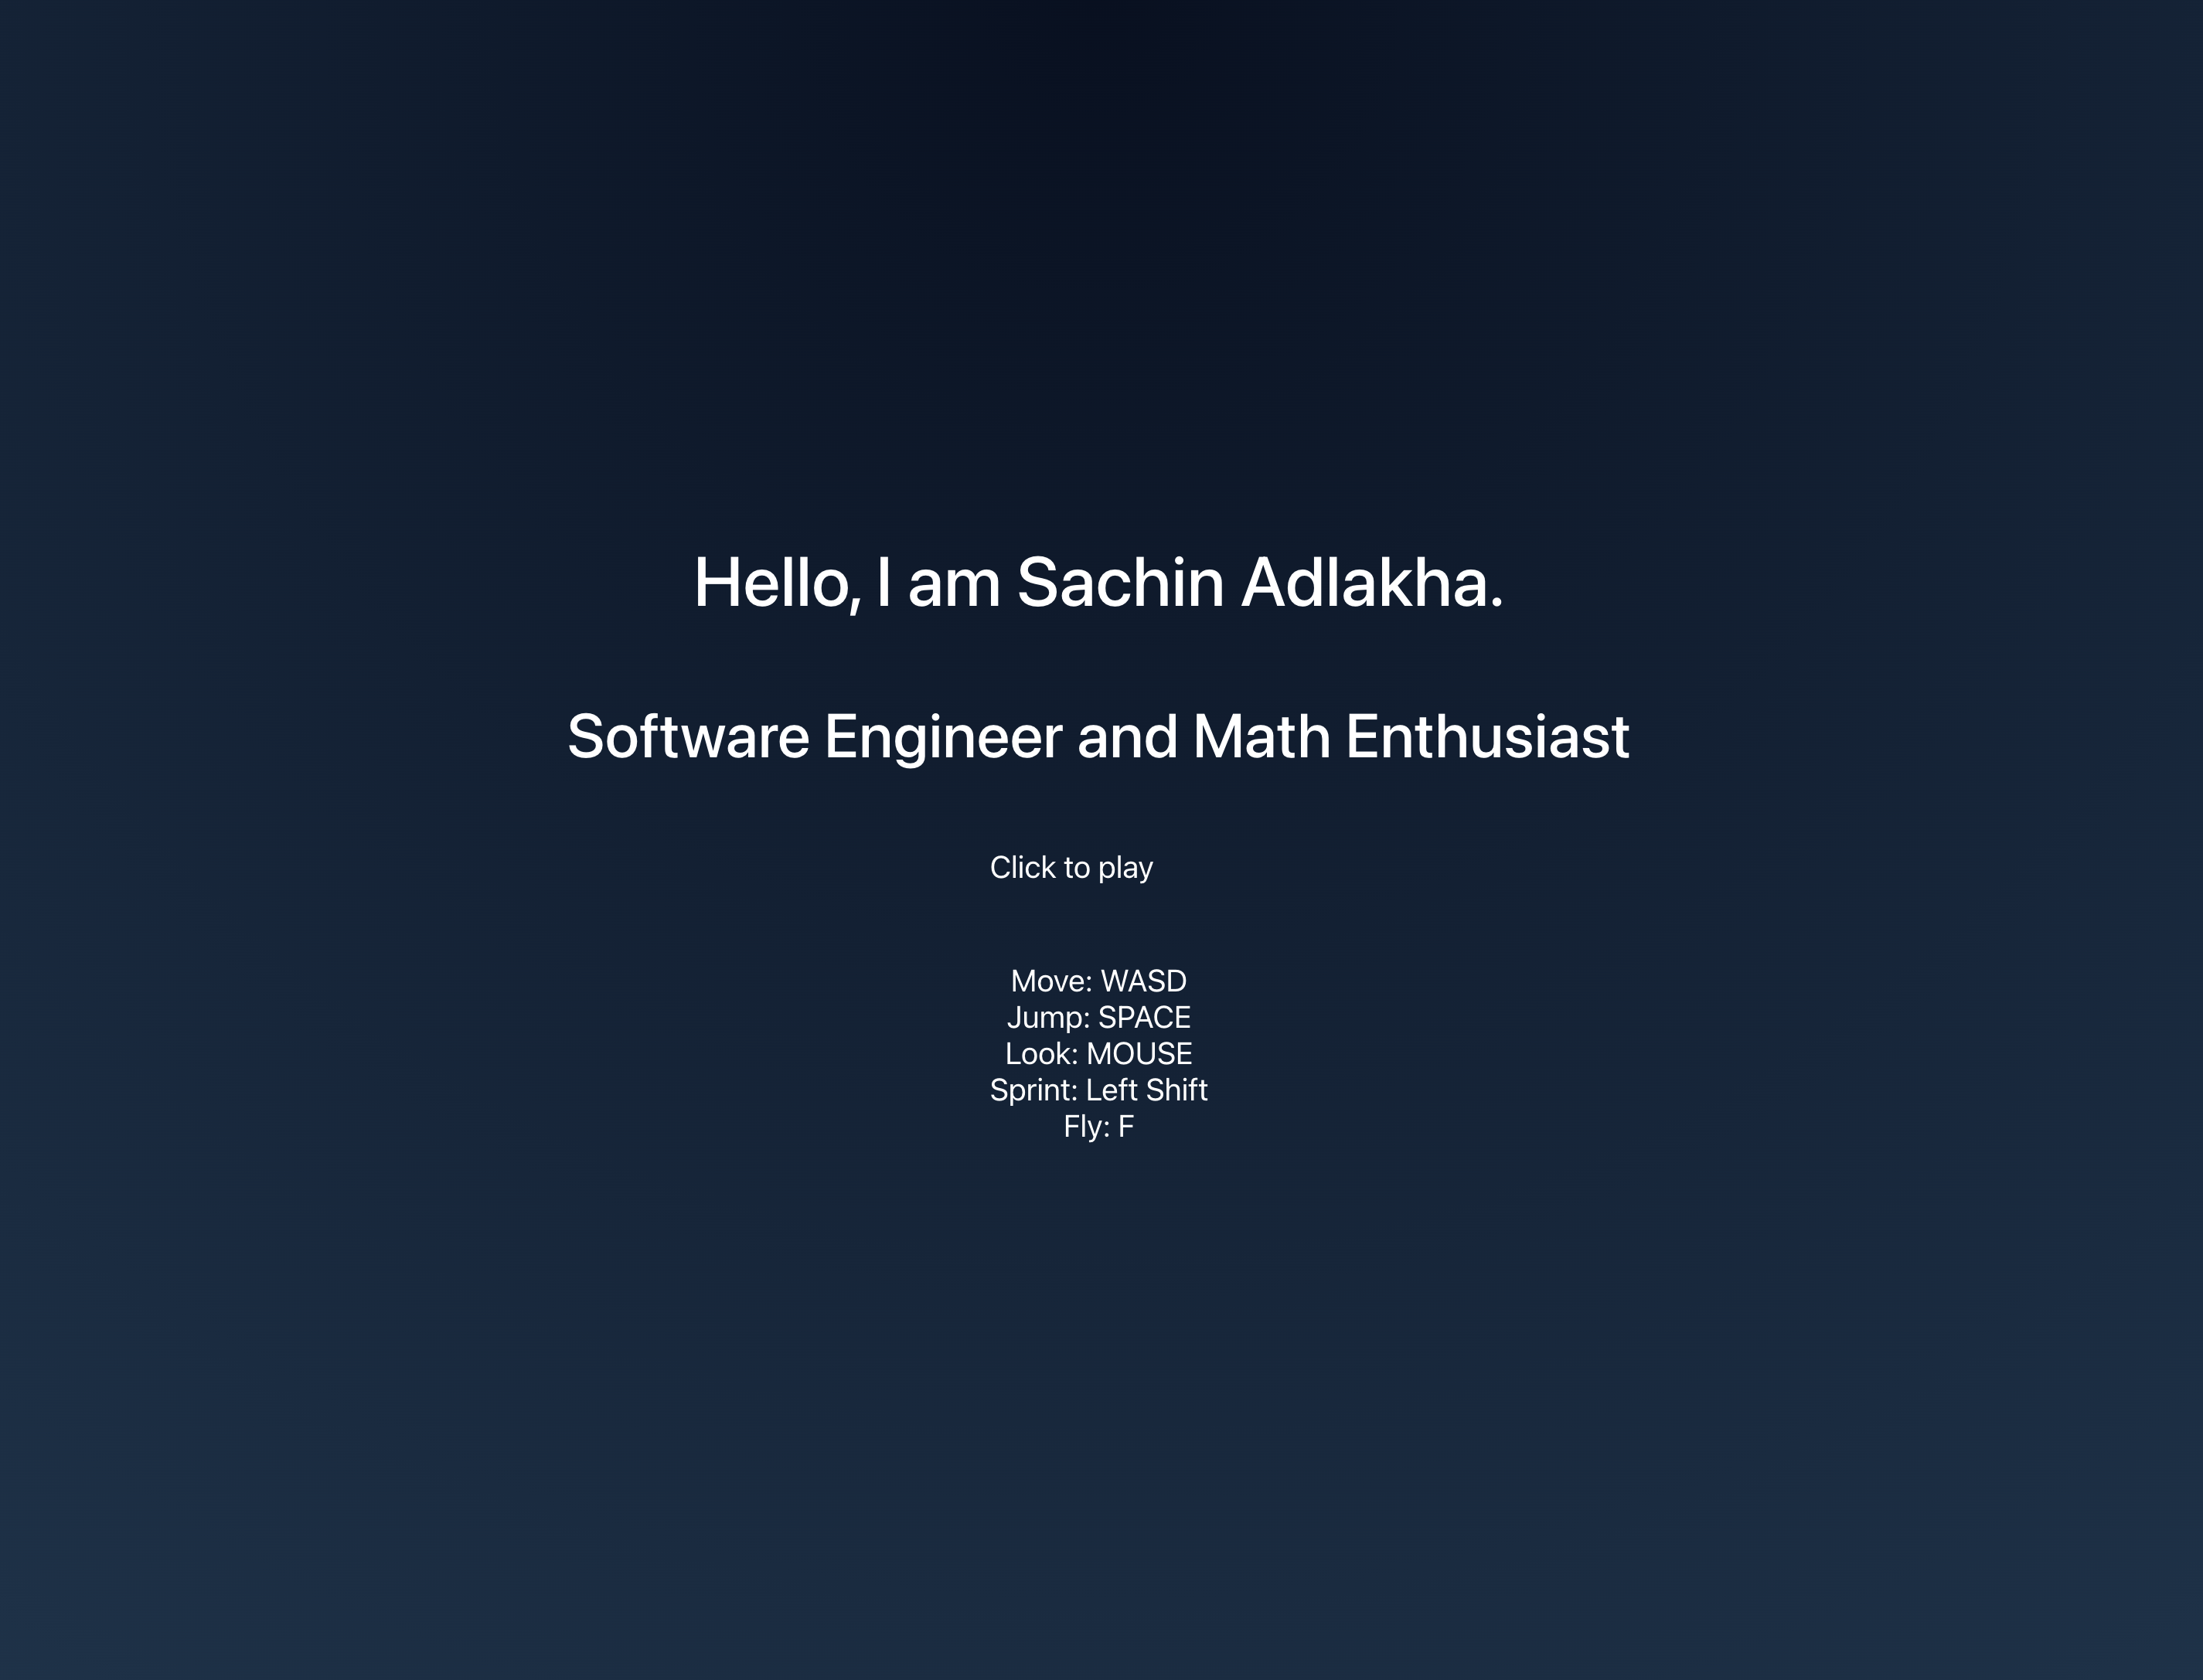 Hello, I am Sachin Adlakha.
Software Engineer and Math Enthusiast
Click to play
Move: WASD
Jump: SPACE
Look: MOUSE
Sprint: Left Shift
Fly: F